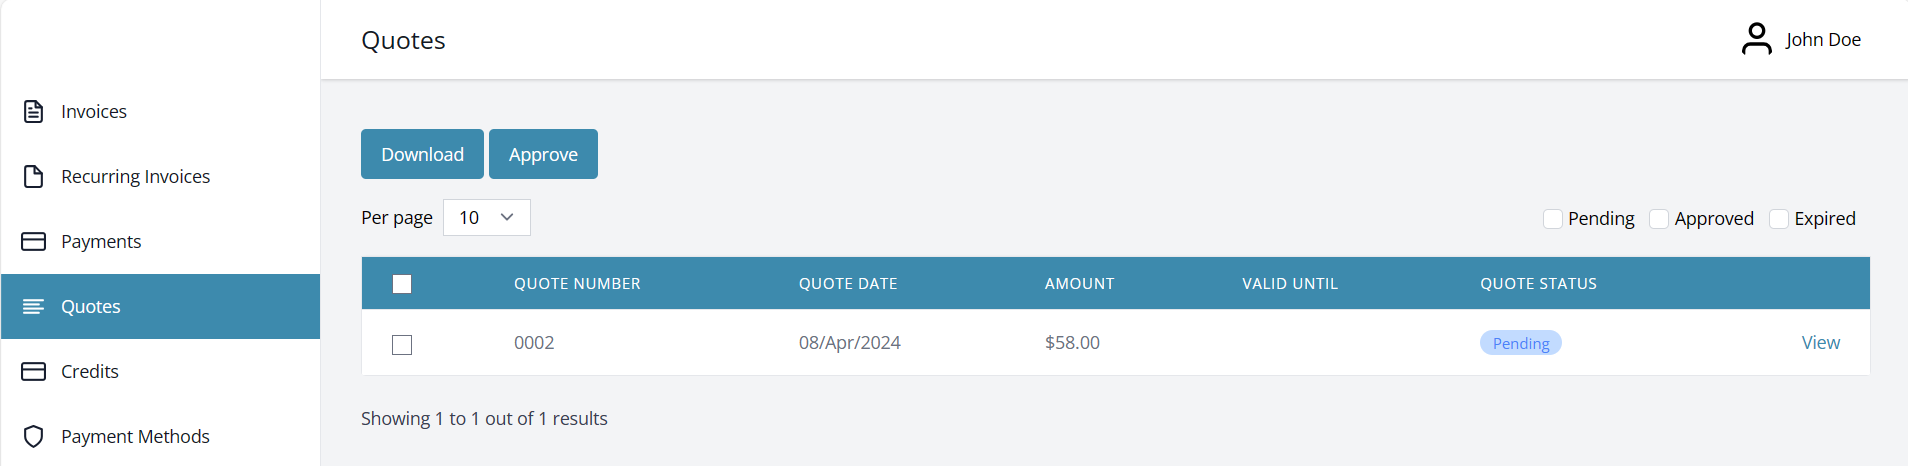 Quotes
John Doe
Invoices
Recurring Invoices
Payments
Quotes
Credits
Payment Methods
Download Approve
Per page 10
Pending Approved Expired
QUOTE NUMBER QUOTE DATE AMOUNT VALID UNTIL QUOTE STATUS
0002 08/Apr/2024 $58.00 Pending View
Showing 1 to 1 out of 1 results